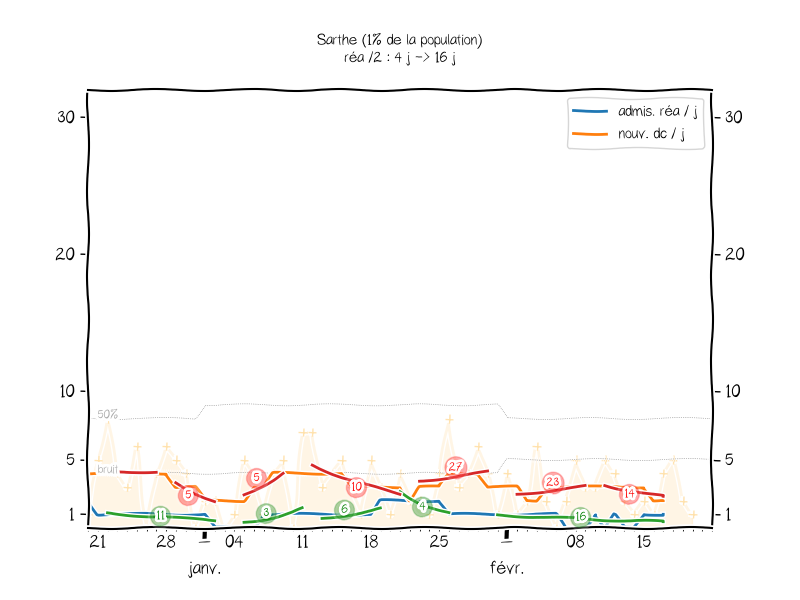 Sarthe (1% de la population)
réa /2 : 4 j -> 16 j
admis. réa / j
nouv. dc / j
30 30
20 20
10 10
50%
5 5
bruit
1 1
11 5 3 5 6 10 4 27 23 16 14
21 28 04 11 18 25 08 15
janv. févr.